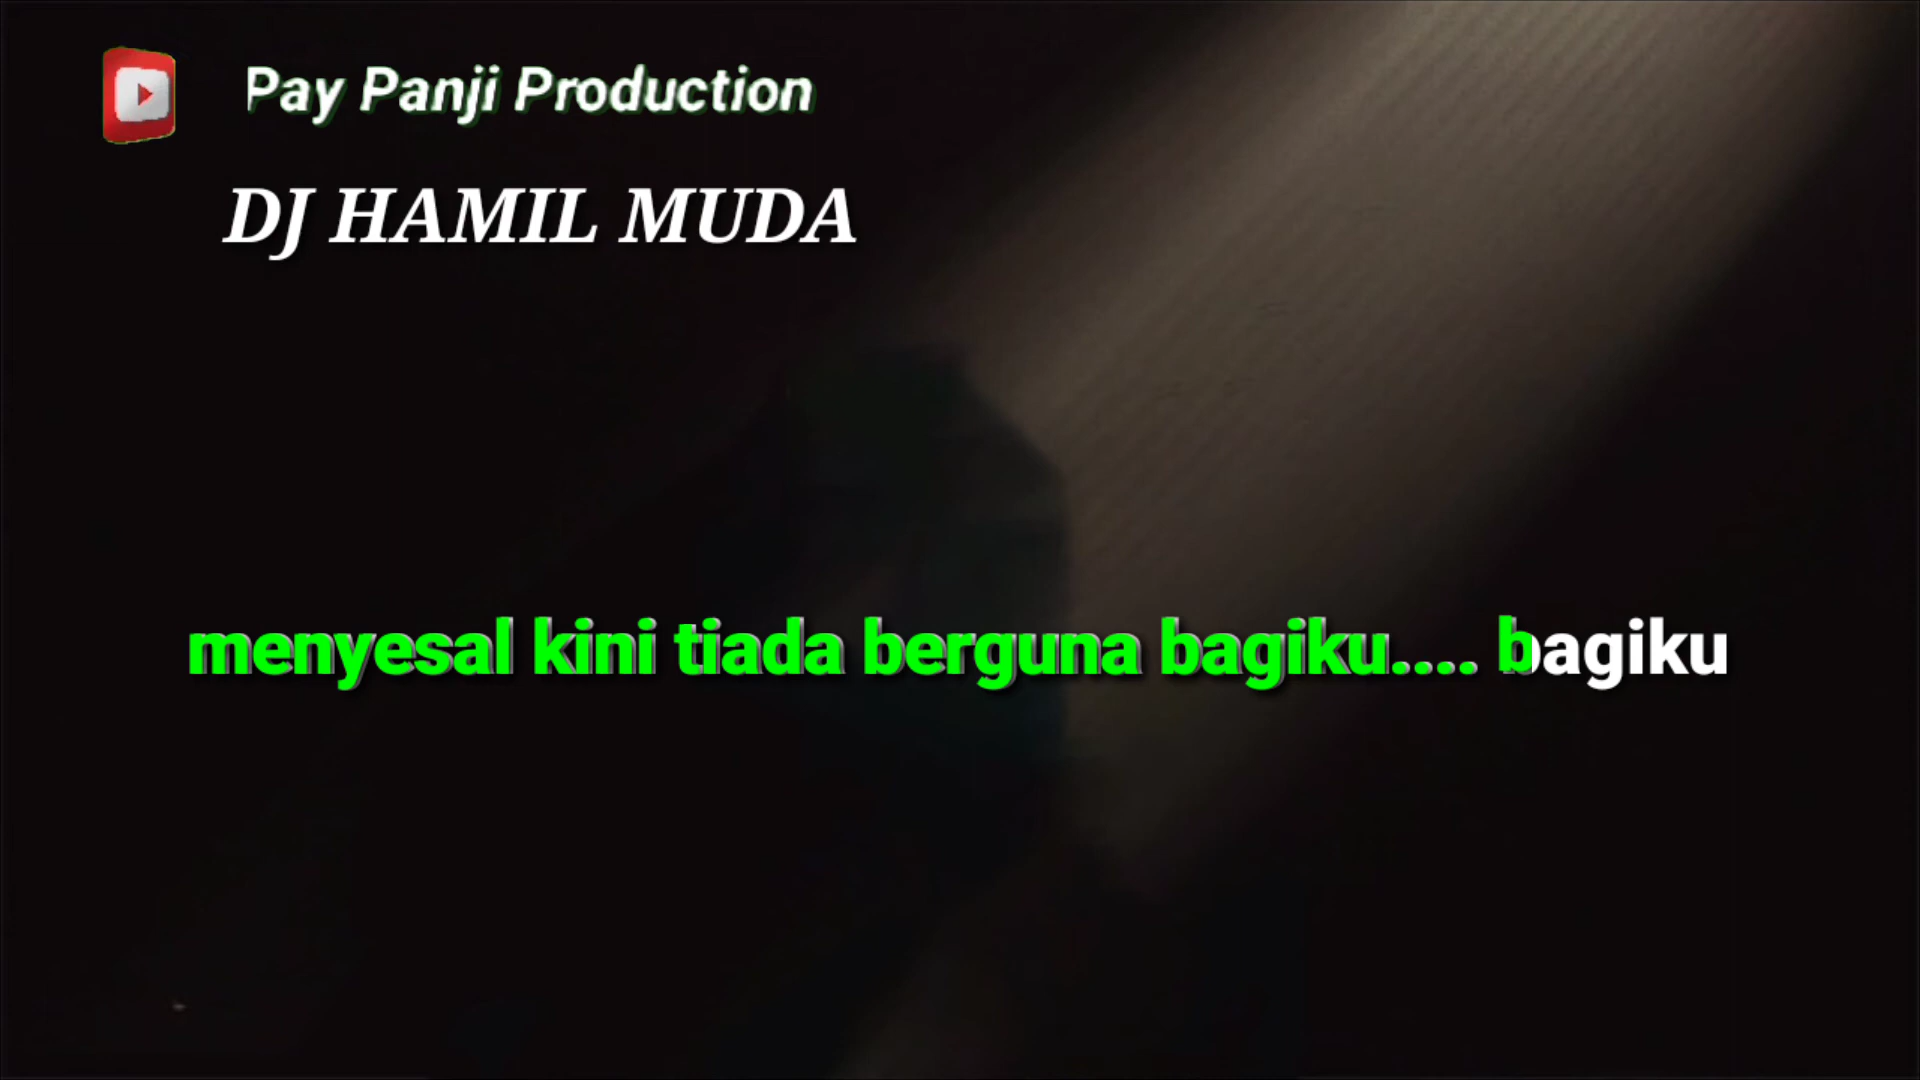 Pay Panji Production
DJ HAMIL MUDA
menyesal kini tiada berguna bagiku.... bagiku